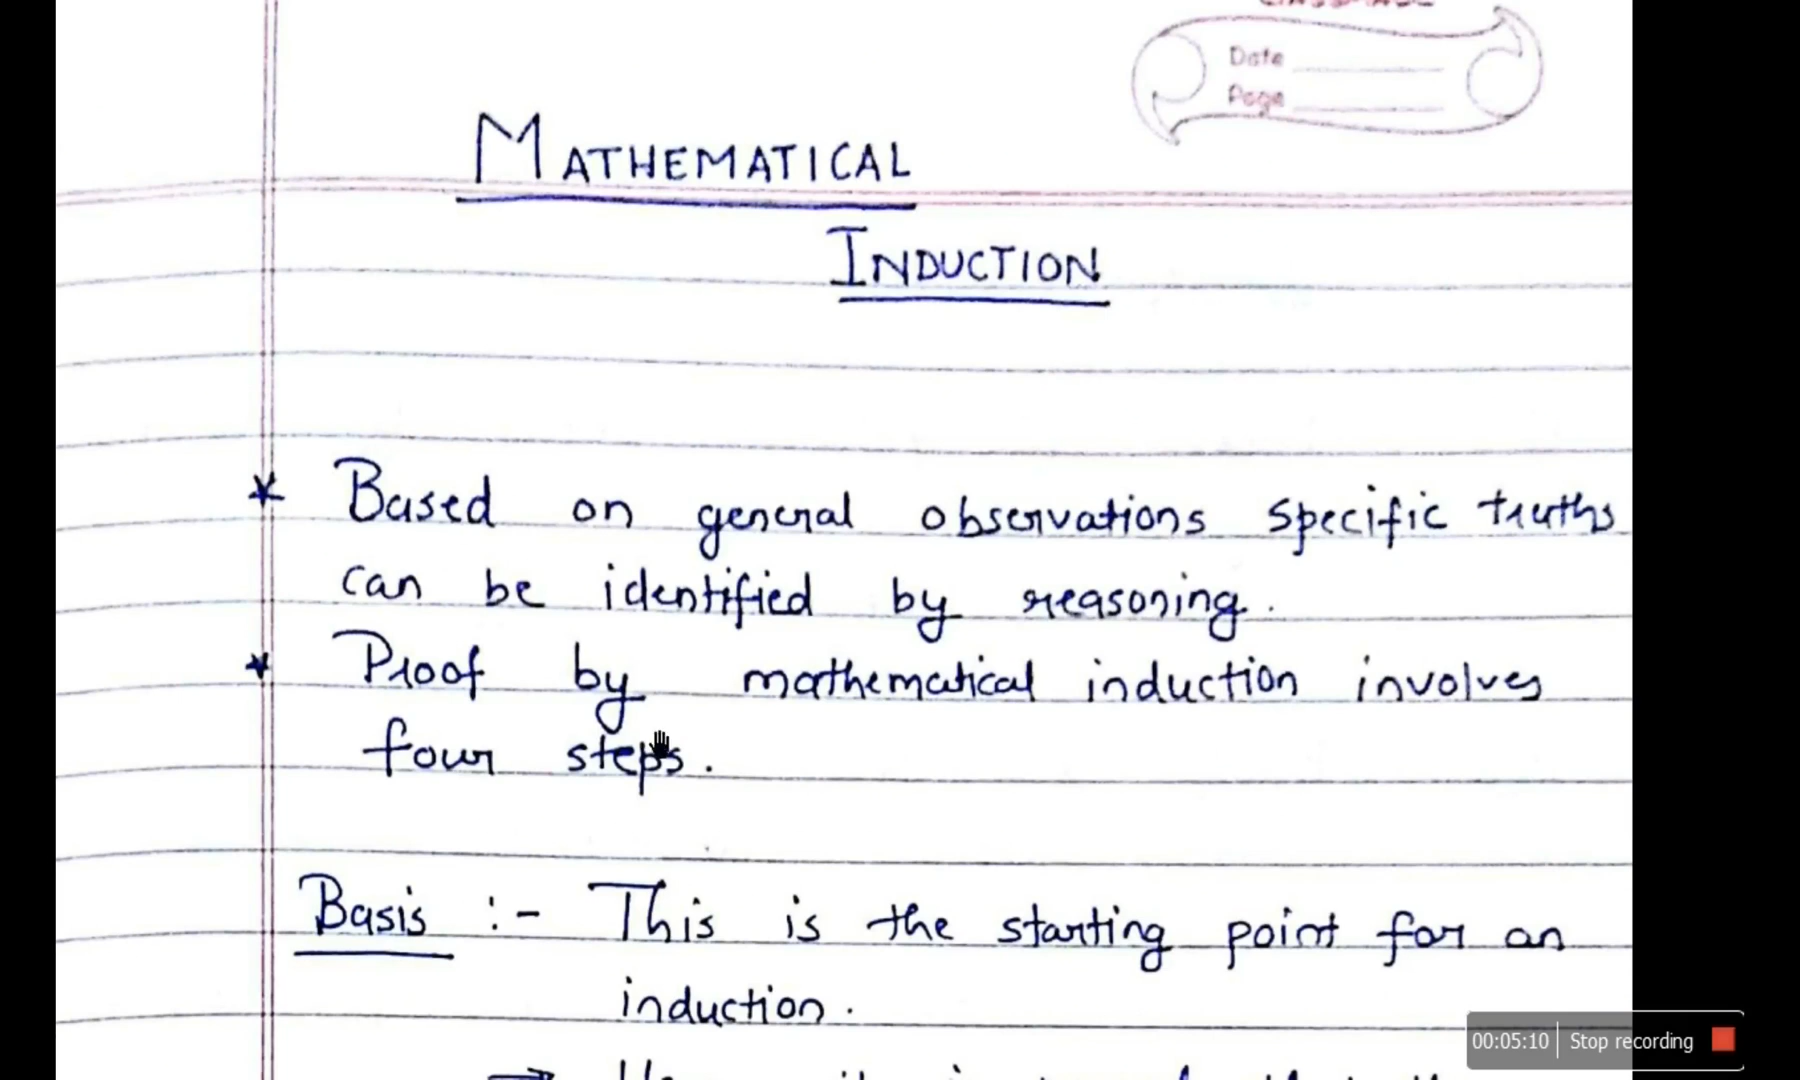 Date
Page
MATHEMATICAL
INDUCTION
* Based on general observations specific truths
can be identified by reasoning.
* Proof by mathematical induction involves
four steps.
Basis :- This is the starting point for an
induction.
00:05:10 Stop recording